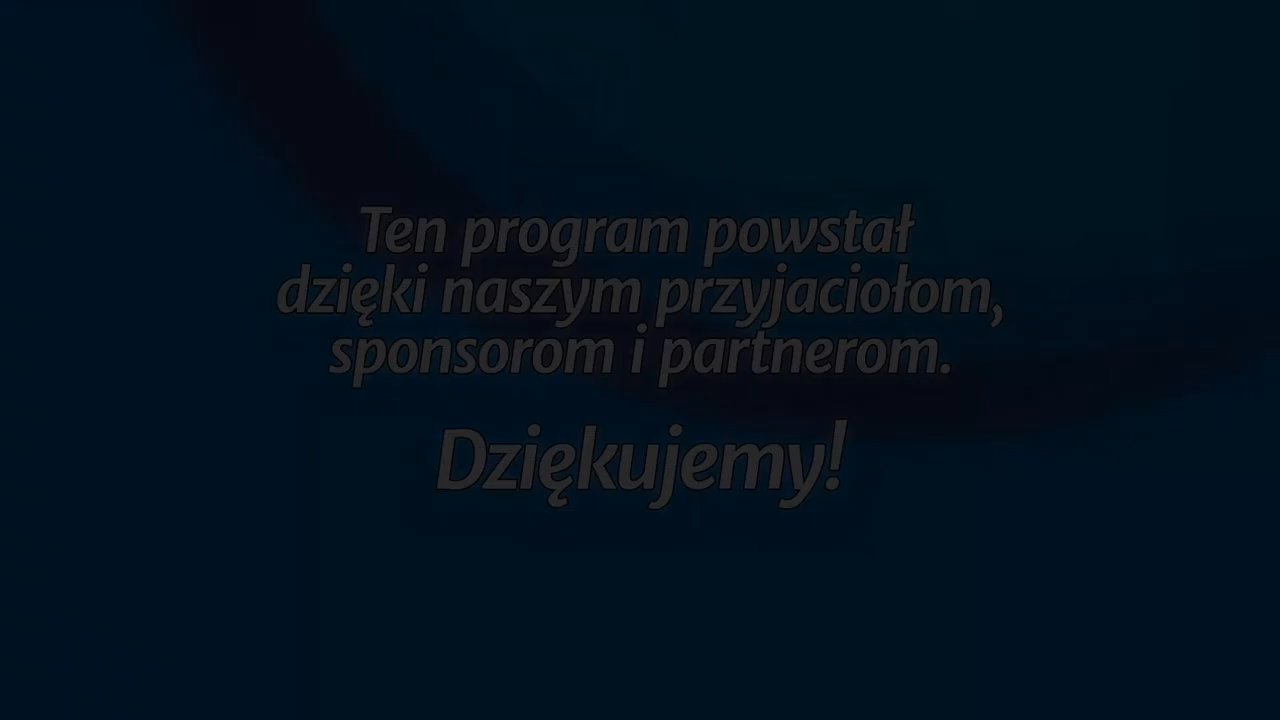 Ten program powstał
dzięki naszym przyjaciołom,
sponsorom i partnerom.
Dziękujemy!